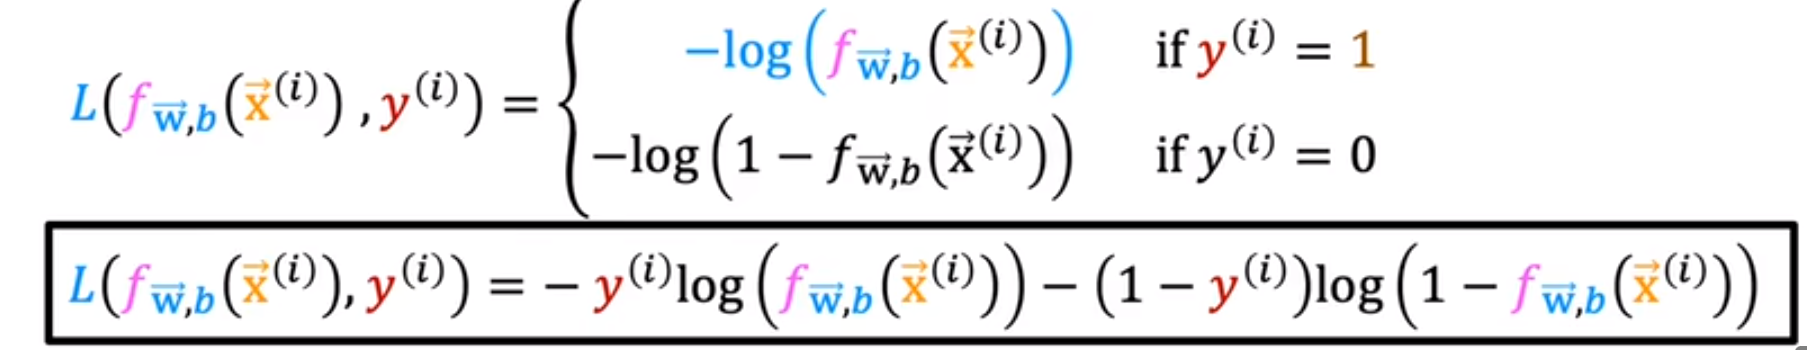 −log(f_{w⃗,b}(x⃗^{(i)})) if y^{(i)} = 1
L(f_{w⃗,b}(x⃗^{(i)}), y^{(i)}) = {
−log(1 − f_{w⃗,b}(x⃗^{(i)})) if y^{(i)} = 0
L(f_{w⃗,b}(x⃗^{(i)}), y^{(i)}) = − y^{(i)}log(f_{w⃗,b}(x⃗^{(i)})) − (1 − y^{(i)})log(1 − f_{w⃗,b}(x⃗^{(i)}))